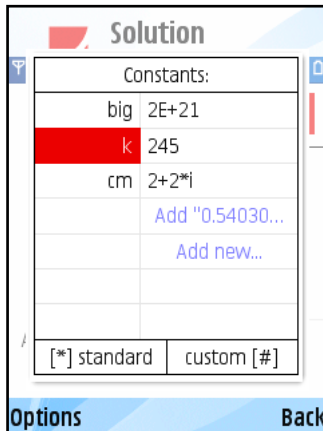 Solution
Constants:
big 2E+21
k 245
cm 2+2*i
Add "0.54030...
Add new...
[*] standard custom [#]
Options Back